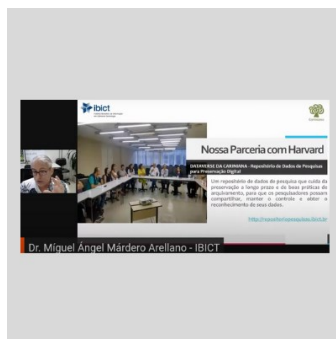 ibict
Nossa Parceria com Harvard
DATAVERSE DA CARINIANA - Repositório de Dados de Pesquisas
para Preservação Digital
Um repositório de dados de pesquisa que cuida da
preservação a longo prazo e de boas práticas de
arquivamento, para que os pesquisadores possam
compartilhar, manter o controle e obter o
reconhecimento de seus dados.
Dr. Míguel Ángel Márdero Arellano - IBICT